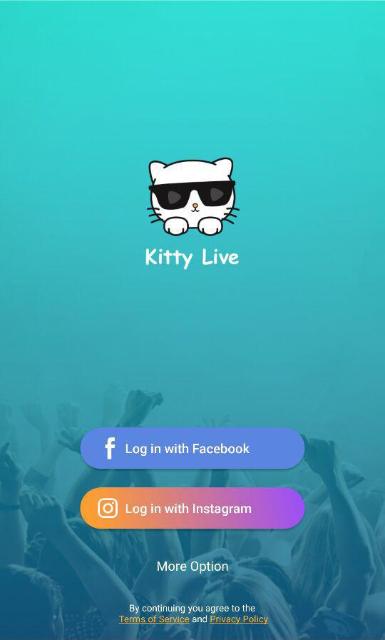 Kitty Live
Log in with Facebook
Log in with Instagram
More Option
By continuing you agree to the
Terms of Service and Privacy Policy